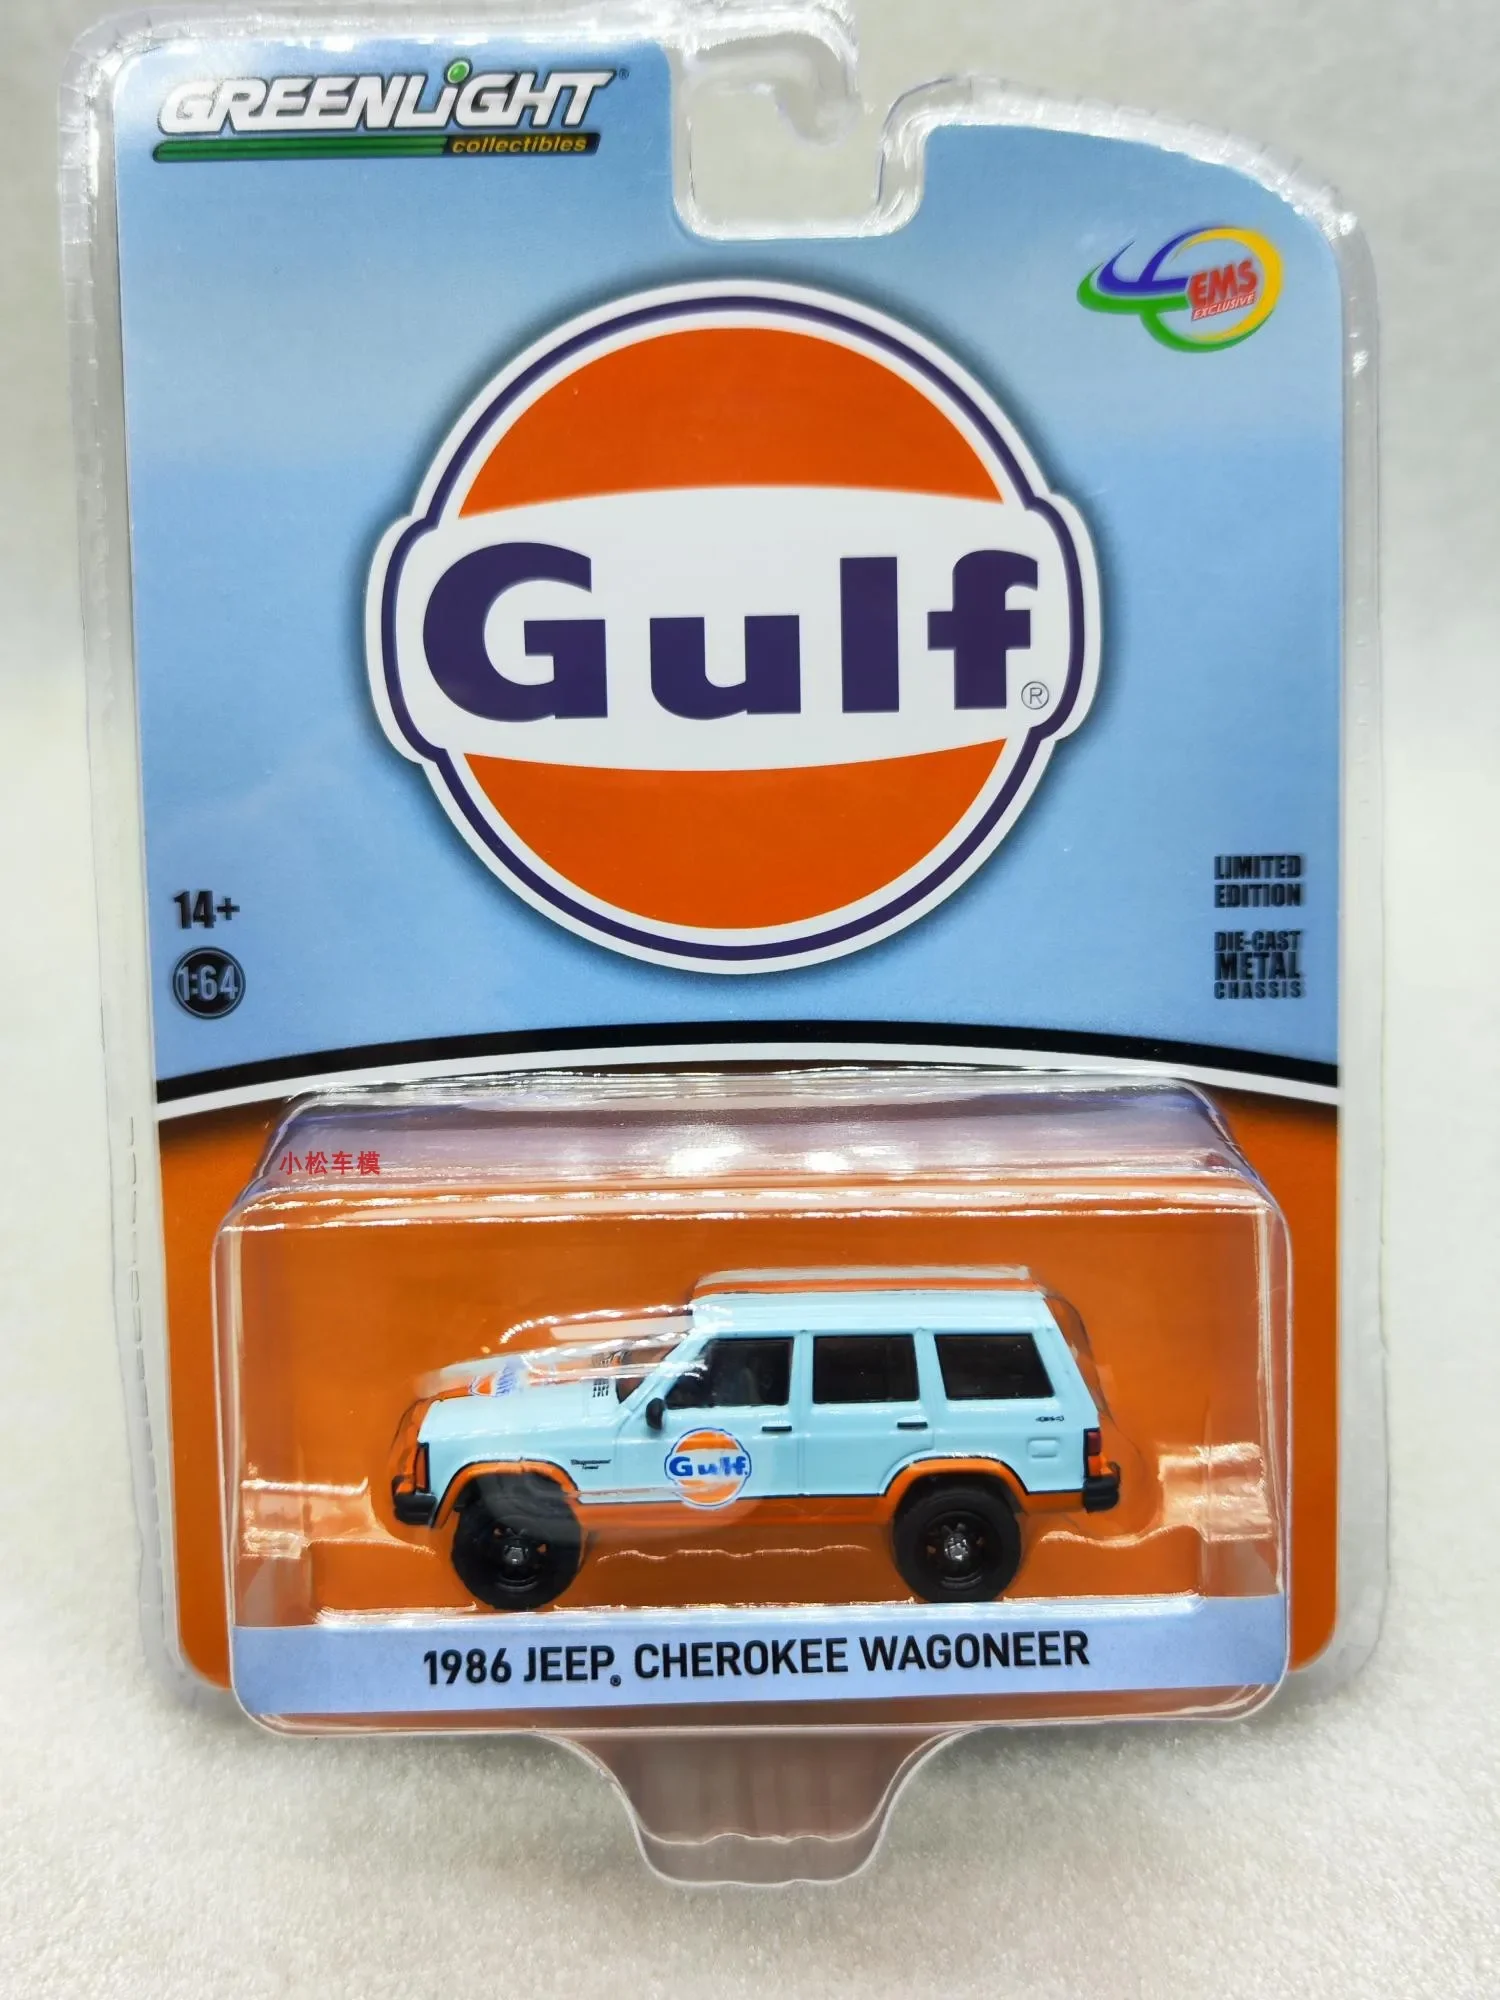 GREENLiGHT®
collectibles
EMS
EXCLUSIVE
Gulf®
14+
1:64
LIMITED
EDITION
DIE-CAST
METAL
CHASSIS
小松车模
Gulf
4x4
1986 JEEP® CHEROKEE WAGONEER